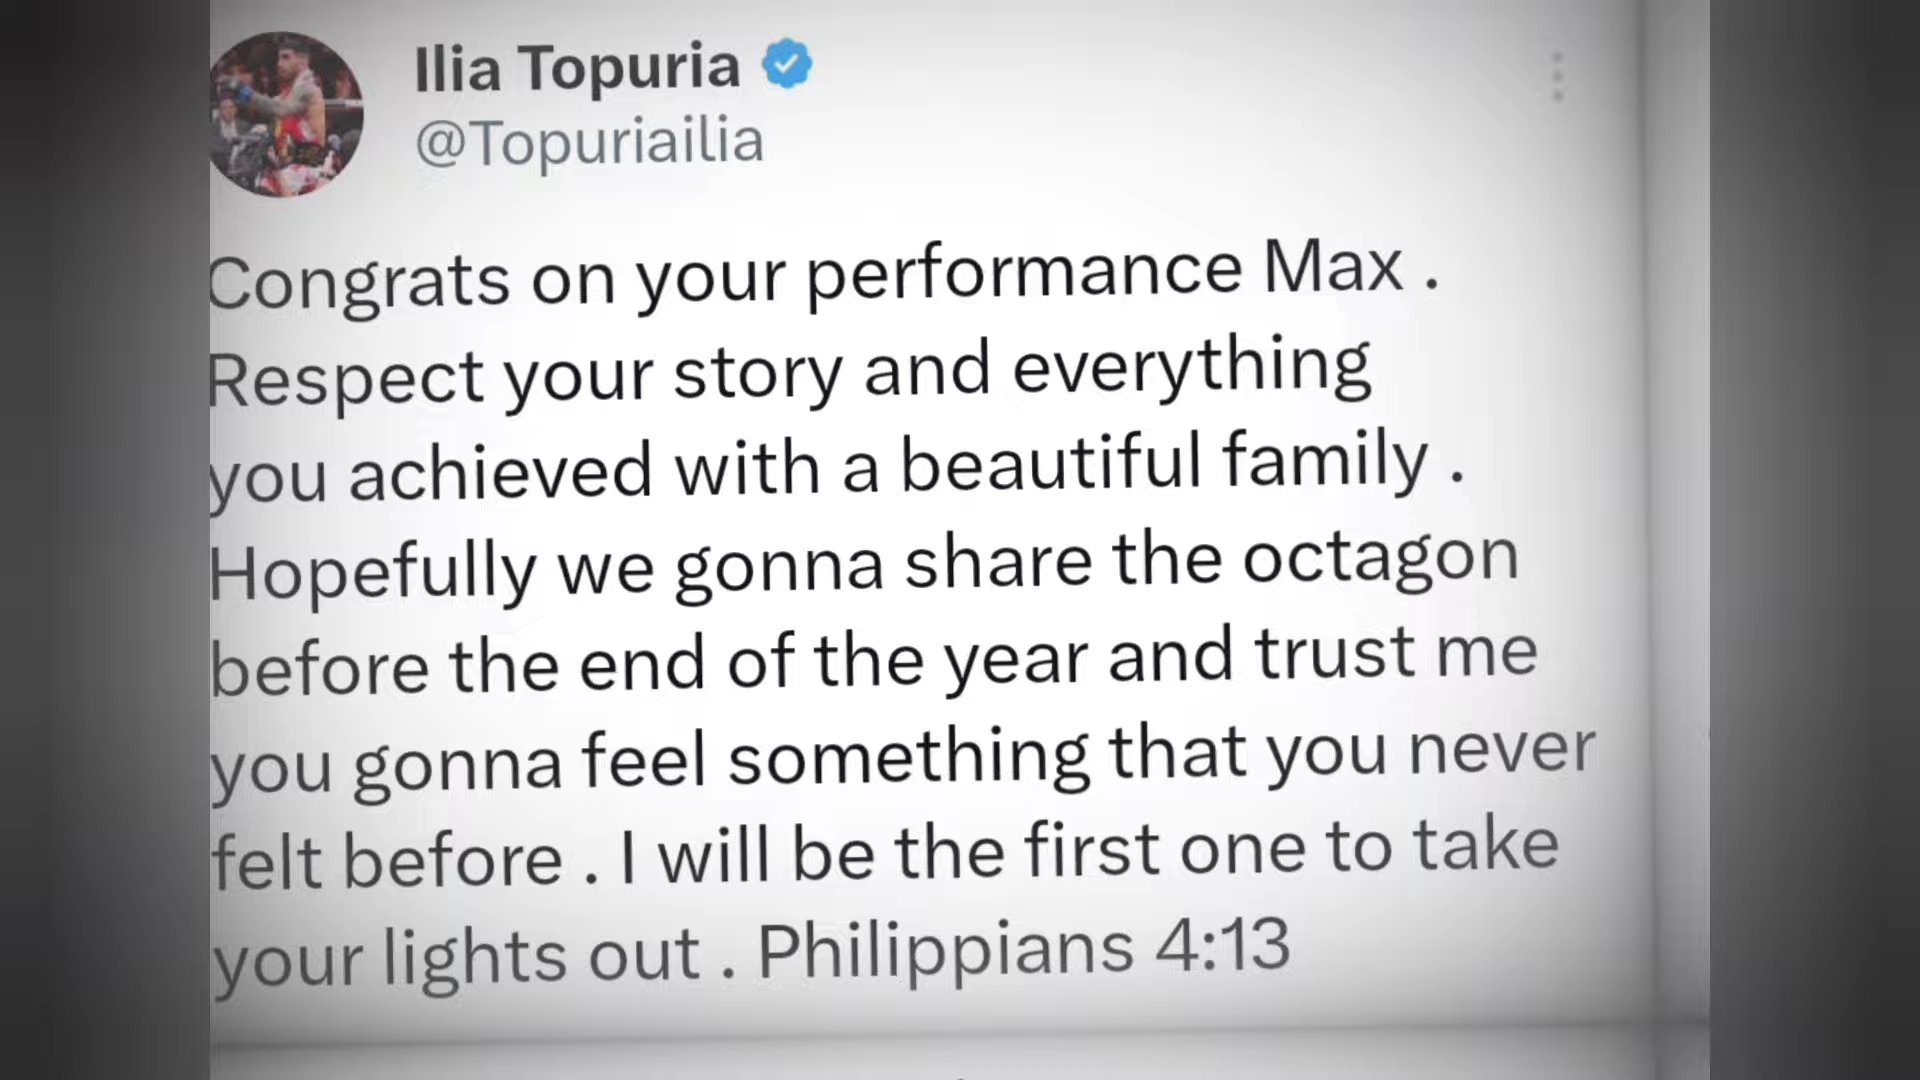 Ilia Topuria
@Topuriailia
Congrats on your performance Max .
Respect your story and everything
you achieved with a beautiful family .
Hopefully we gonna share the octagon
before the end of the year and trust me
you gonna feel something that you never
felt before . I will be the first one to take
your lights out . Philippians 4:13